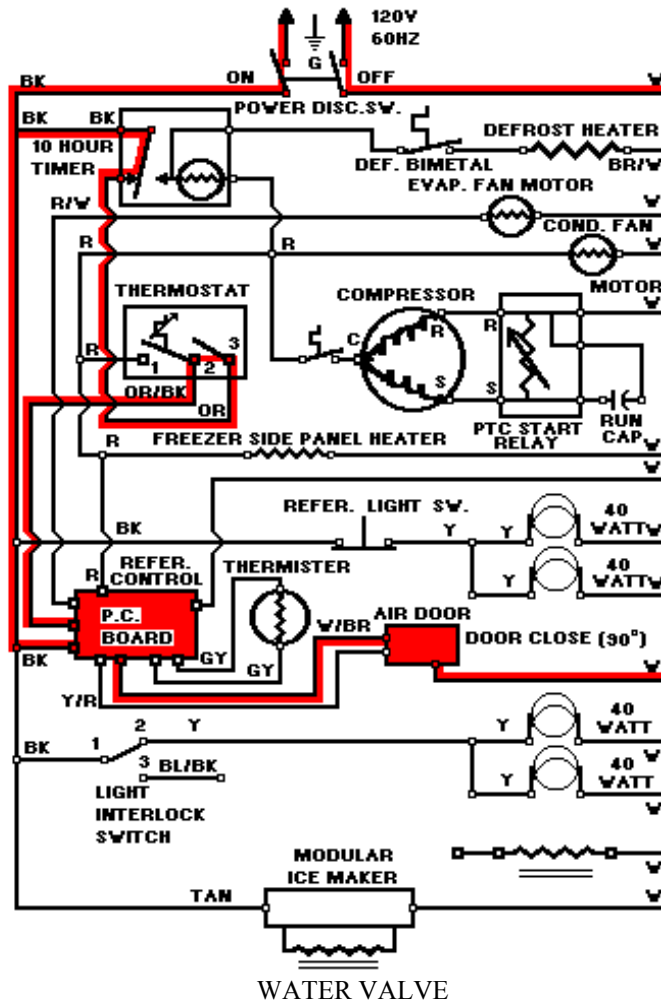 120V
60HZ
G
BK ON OFF W
POWER DISC.SW.
BK BK
10 HOUR
TIMER
DEFROST HEATER
DEF. BIMETAL BR/W
EVAP. FAN MOTOR
R/W W
COND. FAN
R W
MOTOR
THERMOSTAT COMPRESSOR W
R 1 2 3
C R S
R S
OR/BK
OR
PTC START
RELAY
RUN
CAP
R FREEZER SIDE PANEL HEATER W
W
REFER. LIGHT SW.
BK Y Y 40
WATT W
Y 40
WATT W
REFER.
CONTROL
R
THERMISTER
P.C.
BOARD
W/BR AIR DOOR
DOOR CLOSE (90°)
GY
GY
BK W
Y/R
BK 1 2 Y Y 40
WATT W
3 BL/BK Y 40
WATT
W
LIGHT
INTERLOCK
SWITCH
MODULAR
ICE MAKER
W
TAN W
WATER VALVE